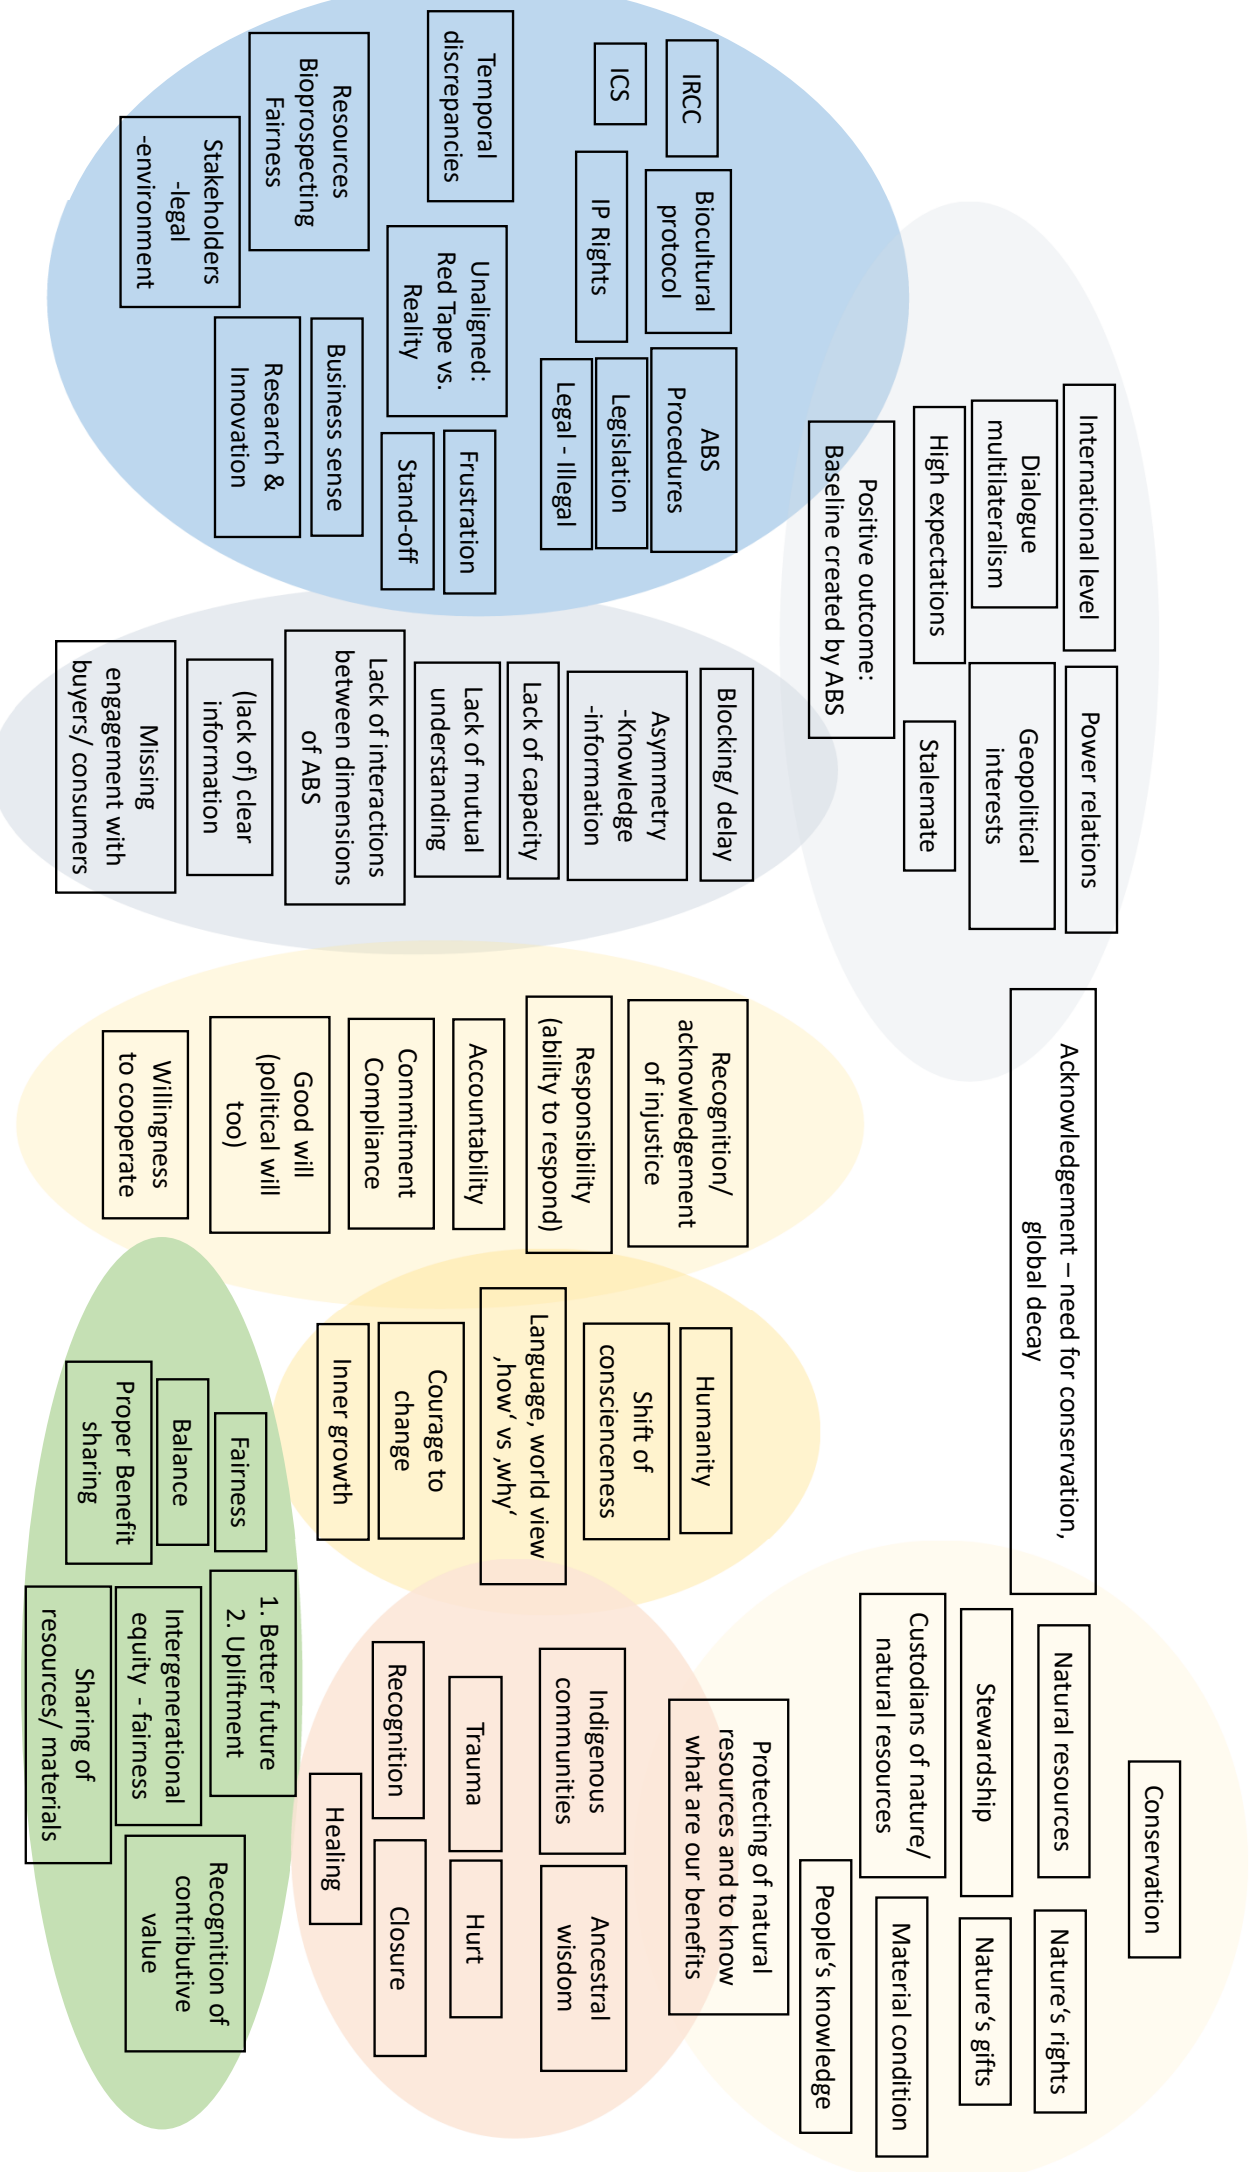 International level
Dialogue
multilateralism
High expectations
Positive outcome:
Baseline created by ABS
Power relations
Geopolitical
interests
Stalemate
Acknowledgement – need for conservation,
global decay
Conservation
Natural resources
Nature‘s rights
Stewardship
Nature‘s gifts
Custodians of nature/
natural resources
Material condition
People‘s knowledge
Protecting of natural
resources and to know
what are our benefits
IRCC
ICS
Biocultural
protocol
IP Rights
ABS
Procedures
Legislation
Legal - Illegal
Temporal
discrepancies
Unaligned:
Red Tape vs.
Reality
Frustration
Stand-off
Resources
Bioprospecting
Fairness
Business sense
Stakeholders
-legal
-environment
Research &
Innovation
Blocking/ delay
Asymmetry
-Knowledge
-information
Lack of capacity
Lack of mutual
understanding
Lack of interactions
between dimensions
of ABS
(lack of) clear
information
Missing
engagement with
buyers/ consumers
Recognition/
acknowledgement
of injustice
Responsibility
(ability to respond)
Accountability
Commitment
Compliance
Good will
(political will
too)
Willingness
to cooperate
Humanity
Shift of
conscienceness
Language, world view
‚how‘ vs ‚why‘
Courage to
change
Inner growth
Indigenous
communities
Ancestral
wisdom
Trauma
Hurt
Recognition
Closure
Healing
Fairness
Balance
Proper Benefit
sharing
1. Better future
2. Upliftment
Intergenerational
equity - fairness
Sharing of
resources/ materials
Recognition of
contributive
value